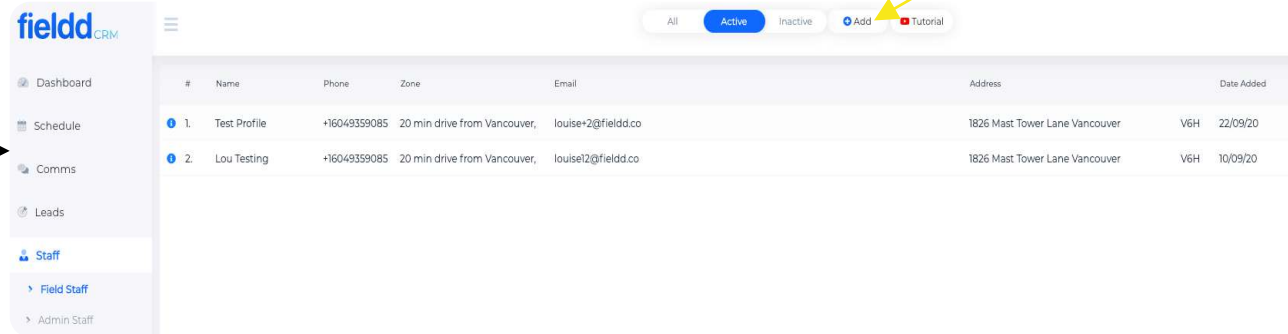 fieldd CRM
All Active Inactive Add Tutorial
Dashboard
Schedule
Comms
Leads
Staff
Field Staff
Admin Staff
# Name Phone Zone Email Address Date Added
1. Test Profile +16049359085 20 min drive from Vancouver, louise+2@fieldd.co 1826 Mast Tower Lane Vancouver V6H 22/09/20
2. Lou Testing +16049359085 20 min drive from Vancouver, louise12@fieldd.co 1826 Mast Tower Lane Vancouver V6H 10/09/20